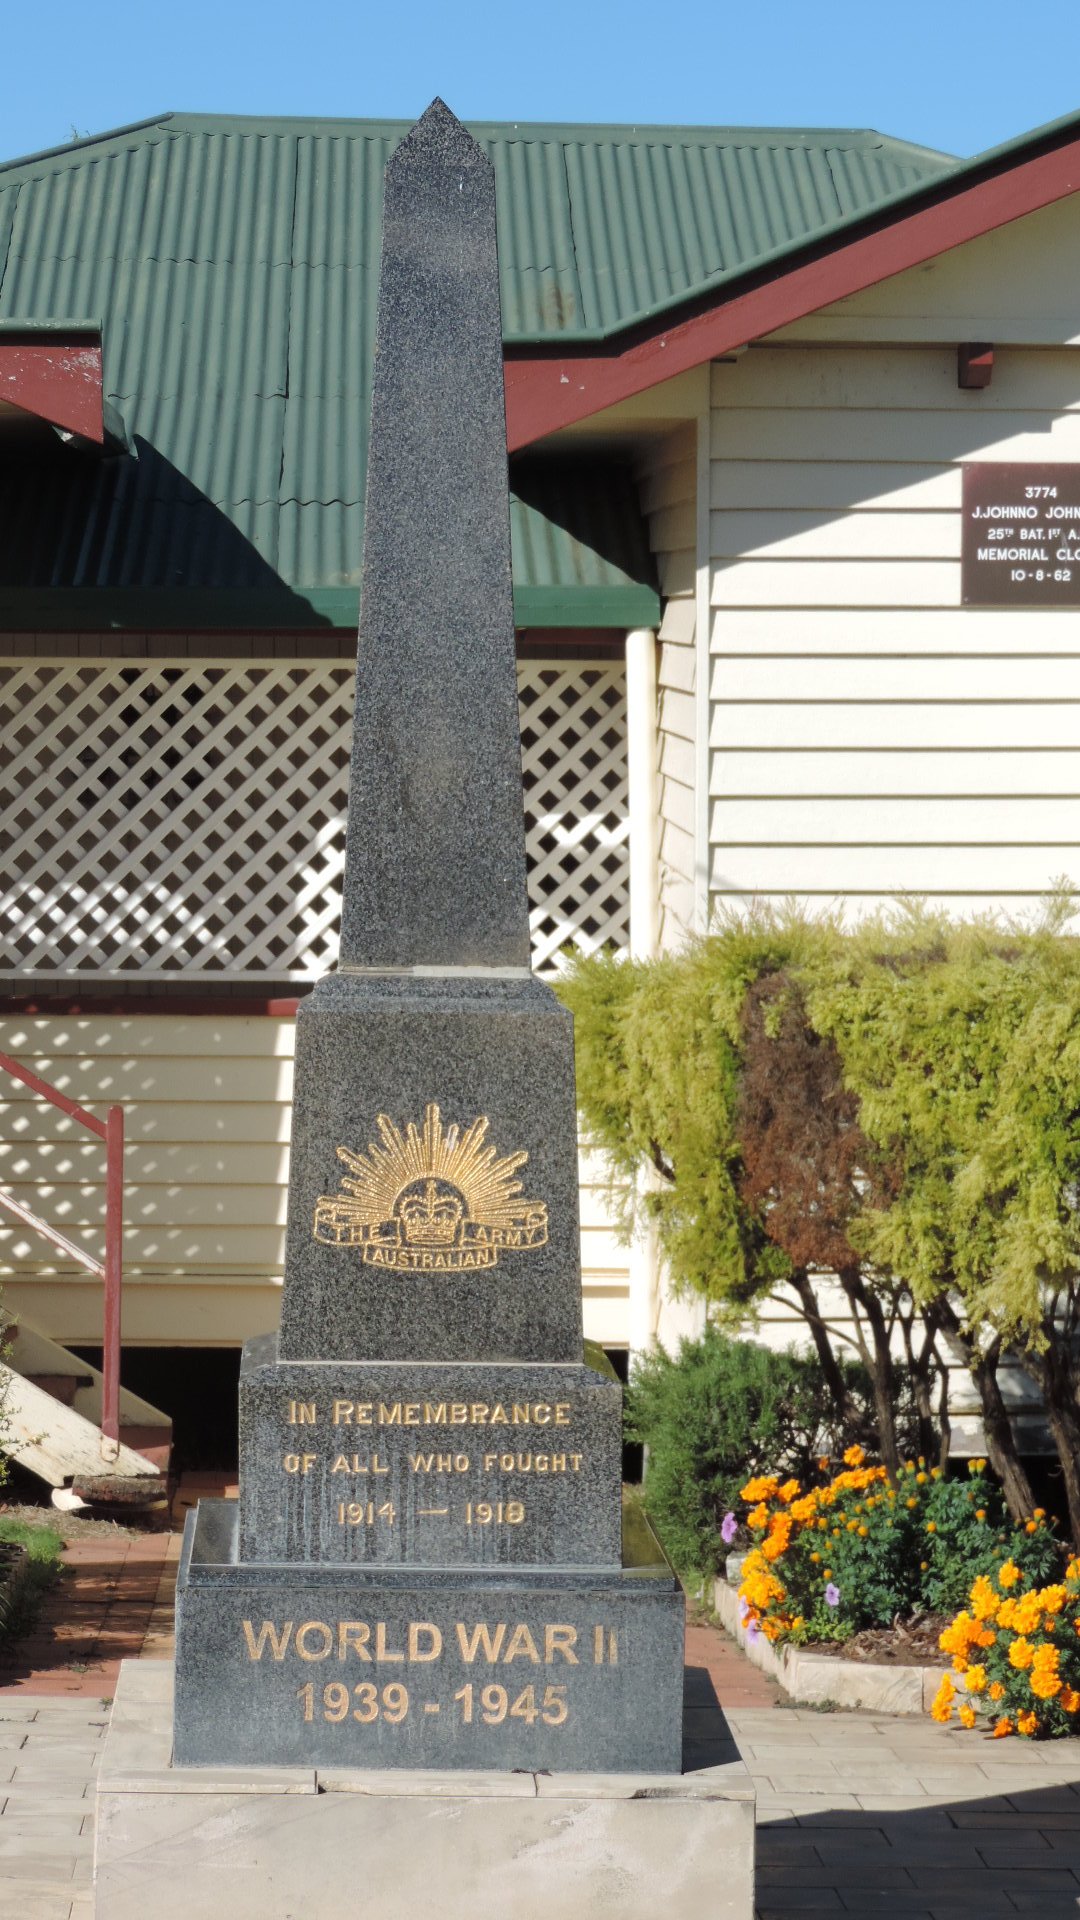 3774
J.JOHNNO
25TH BAT. 1ST
MEMORIAL
10-8-62
THE ARMY
AUSTRALIAN
IN REMEMBRANCE
OF ALL WHO FOUGHT
1914 — 1918
WORLD WAR II
1939 - 1945